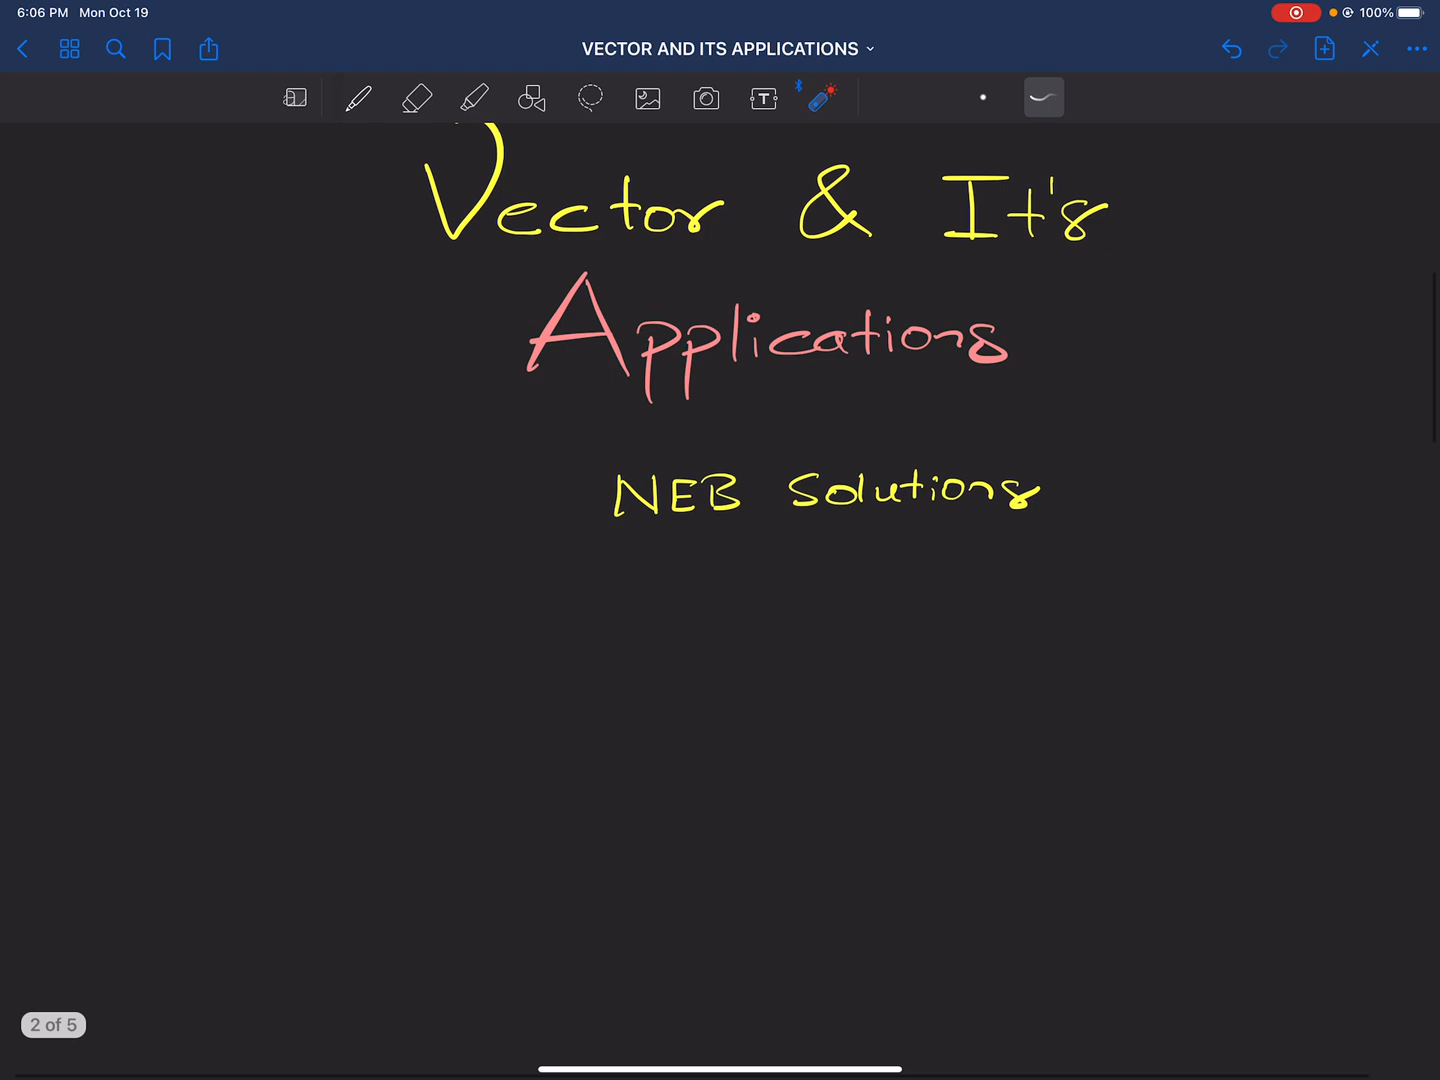 6:06 PM Mon Oct 19 100%
VECTOR AND ITS APPLICATIONS
T
Vector & It's
Applications
NEB Solutions
2 of 5